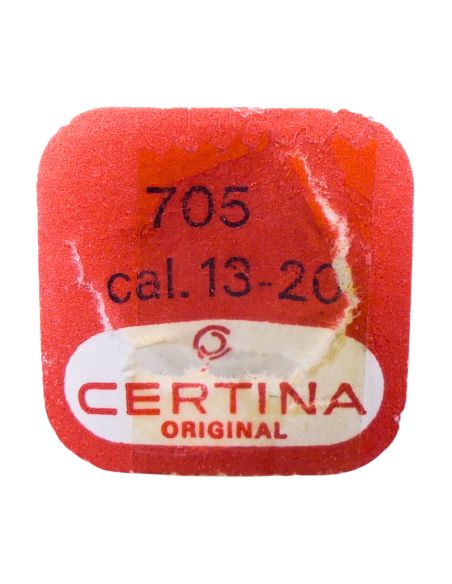 705
cal. 13-20
CERTINA
ORIGINAL